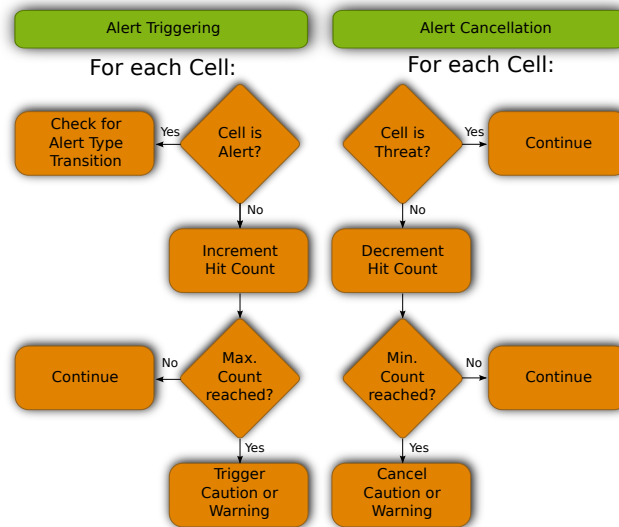 Alert Triggering
For each Cell:
Cell is
Alert?
Yes
Check for
Alert Type
Transition
No
Increment
Hit Count
Max.
Count
reached?
No
Continue
Yes
Trigger
Caution or
Warning
Alert Cancellation
For each Cell:
Cell is
Threat?
Yes
Continue
No
Decrement
Hit Count
Min.
Count
reached?
No
Continue
Yes
Cancel
Caution or
Warning